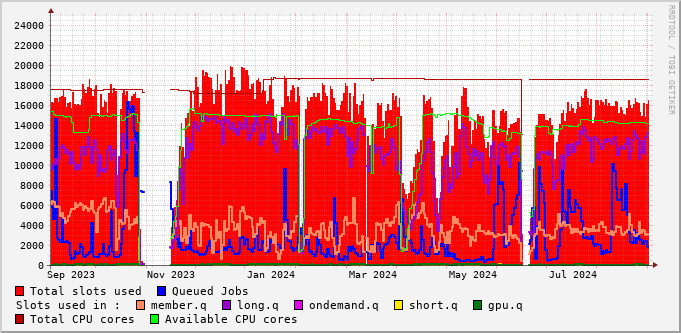 RRDTOOL / TOBI OETIKER
24000
22000
20000
18000
16000
14000
12000
10000
8000
6000
4000
2000
0
Sep 2023 Nov 2023 Jan 2024 Mar 2024 May 2024 Jul 2024
Total slots used Queued Jobs
Slots used in : member.q long.q ondemand.q short.q gpu.q
Total CPU cores Available CPU cores